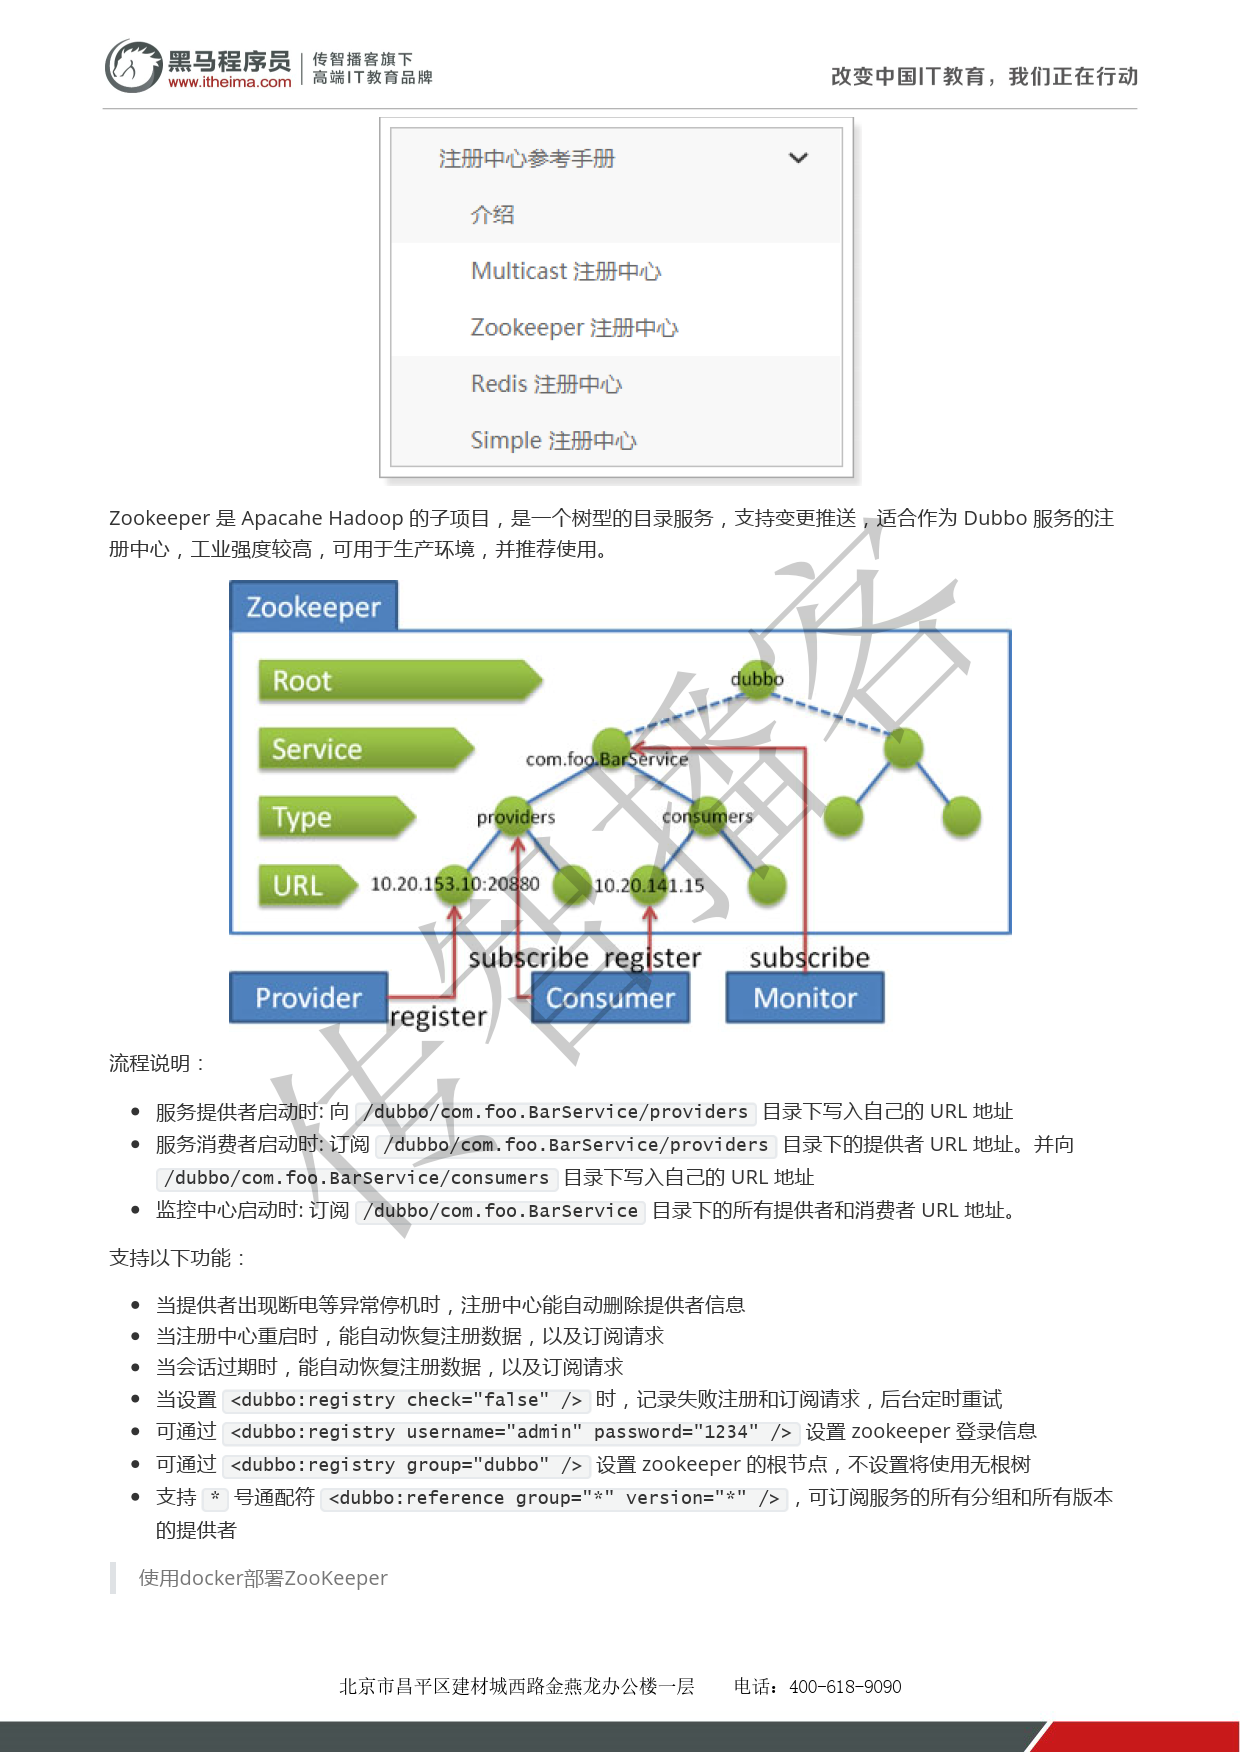 黑马程序员
www.itheima.com
传智播客旗下
高端IT教育品牌
改变中国IT教育，我们正在行动
注册中心参考手册
介绍
Multicast 注册中心
Zookeeper 注册中心
Redis 注册中心
Simple 注册中心
Zookeeper 是 Apacahe Hadoop 的子项目，是一个树型的目录服务，支持变更推送，适合作为 Dubbo 服务的注
册中心，工业强度较高，可用于生产环境，并推荐使用。
Zookeeper
Root
dubbo
Service
com.foo.BarService
Type
providers
consumers
URL
10.20.153.10:20880
10.20.141.15
subscribe
register
subscribe
Provider
Consumer
Monitor
register
流程说明：
服务提供者启动时: 向 /dubbo/com.foo.BarService/providers 目录下写入自己的 URL 地址
服务消费者启动时: 订阅 /dubbo/com.foo.BarService/providers 目录下的提供者 URL 地址。并向
/dubbo/com.foo.BarService/consumers 目录下写入自己的 URL 地址
监控中心启动时: 订阅 /dubbo/com.foo.BarService 目录下的所有提供者和消费者 URL 地址。
支持以下功能：
当提供者出现断电等异常停机时，注册中心能自动删除提供者信息
当注册中心重启时，能自动恢复注册数据，以及订阅请求
当会话过期时，能自动恢复注册数据，以及订阅请求
当设置 <dubbo:registry check="false" /> 时，记录失败注册和订阅请求，后台定时重试
可通过 <dubbo:registry username="admin" password="1234" /> 设置 zookeeper 登录信息
可通过 <dubbo:registry group="dubbo" /> 设置 zookeeper 的根节点，不设置将使用无根树
支持 * 号通配符 <dubbo:reference group="*" version="*" /> ，可订阅服务的所有分组和所有版本
的提供者
使用docker部署ZooKeeper
传智播客
北京市昌平区建材城西路金燕龙办公楼一层 电话：400-618-9090